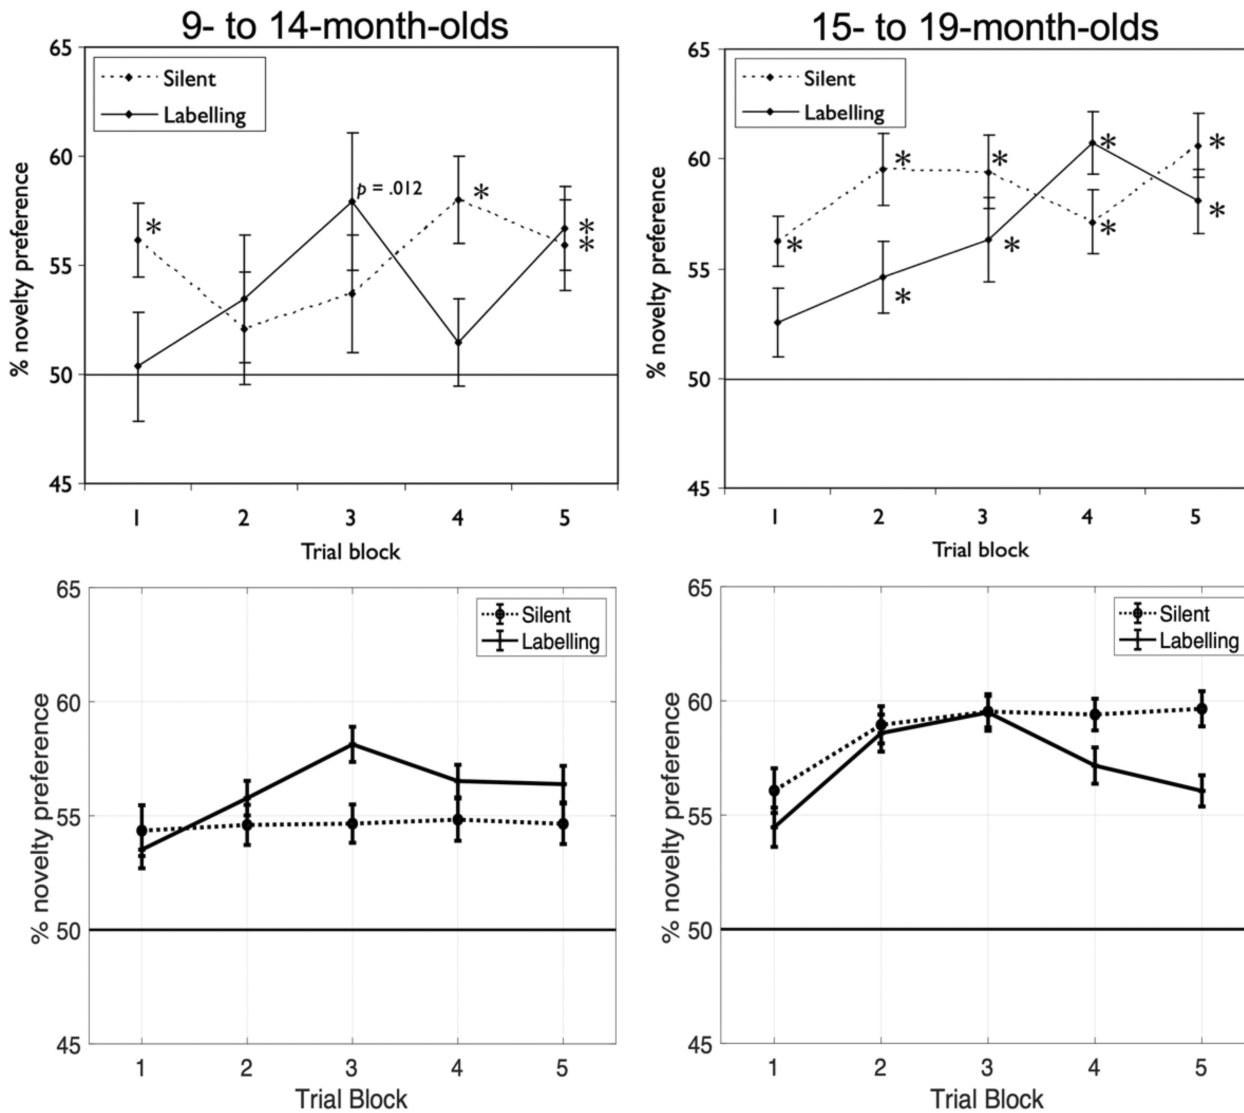 9- to 14-month-olds
65
Silent
Labelling
60
p = .012
*
*
*
*
55
50
45
% novelty preference
1
2
3
4
5
Trial block
15- to 19-month-olds
65
Silent
Labelling
60
*
*
*
*
*
*
*
*
*
55
50
45
% novelty preference
1
2
3
4
5
Trial block
65
Silent
Labelling
60
55
50
45
% novelty preference
1
2
3
4
5
Trial Block
65
Silent
Labelling
60
55
50
45
% novelty preference
1
2
3
4
5
Trial Block